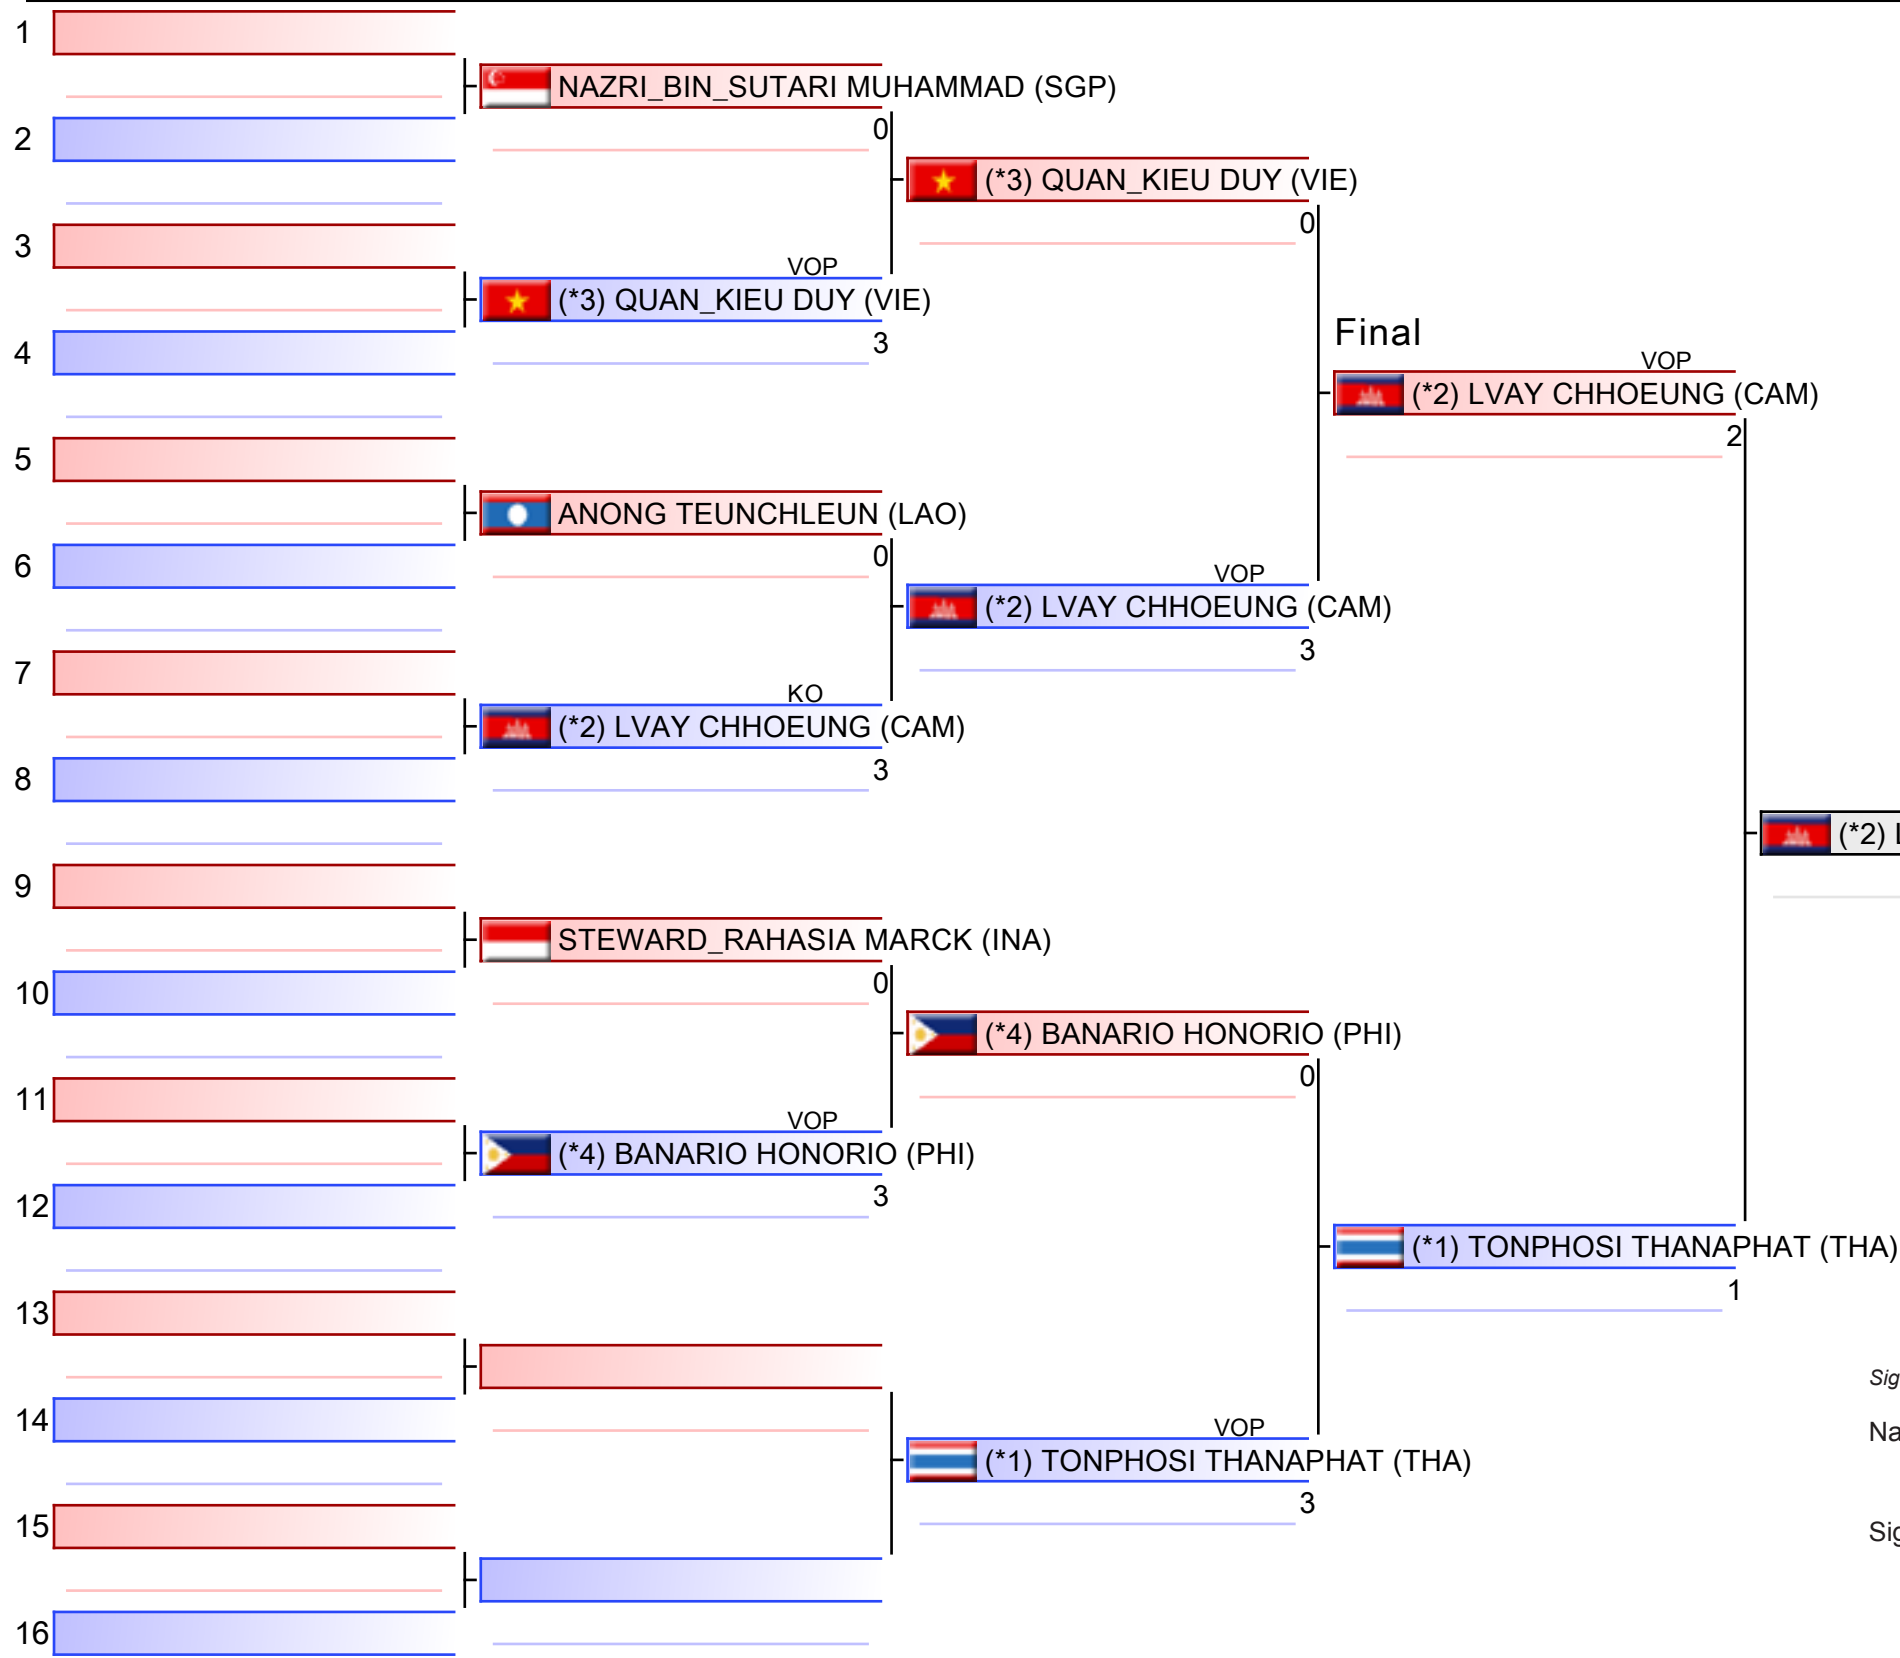 1
NAZRI_BIN_SUTARI MUHAMMAD (SGP)
0
2
(*3) QUAN_KIEU DUY (VIE)
0
3
VOP
(*3) QUAN_KIEU DUY (VIE)
3
4
Final
VOP
(*2) LVAY CHHOEUNG (CAM)
2
5
ANONG TEUNCHLEUN (LAO)
0
6
VOP
(*2) LVAY CHHOEUNG (CAM)
3
7
KO
(*2) LVAY CHHOEUNG (CAM)
3
8
(*2) L
9
STEWARD_RAHASIA MARCK (INA)
0
10
(*4) BANARIO HONORIO (PHI)
0
11
VOP
(*4) BANARIO HONORIO (PHI)
3
12
(*1) TONPHOSI THANAPHAT (THA)
1
13
Sig
14
Na
VOP
(*1) TONPHOSI THANAPHAT (THA)
3
15
Sig
16